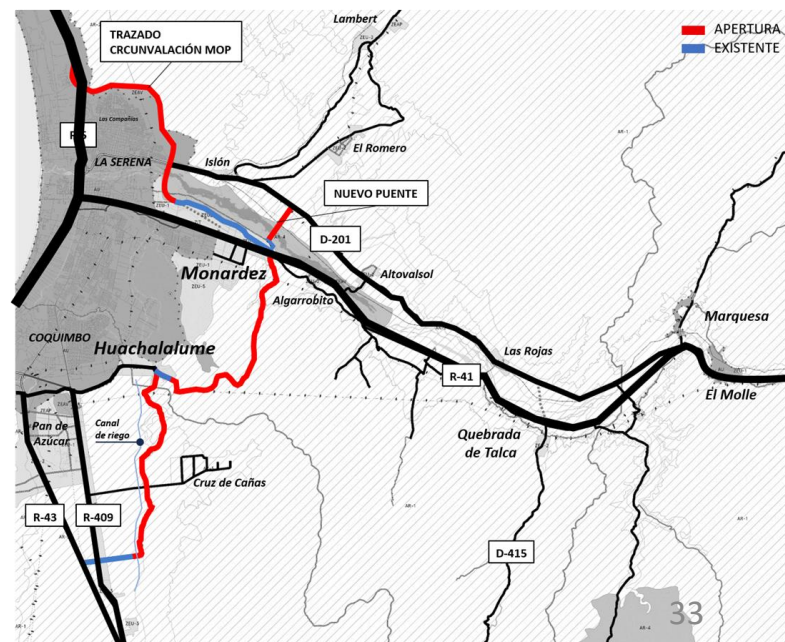 Lambert
TRAZADO
CRCUNVALACIÓN MOP
APERTURA
EXISTENTE
Las Compañías
LA SERENA
Islón
El Romero
NUEVO PUENTE
D-201
Monardez
Altovalsol
Algarrobito
Marquesa
COQUIMBO
Huachalalume
Las Rojas
R-41
El Molle
Pan de
Azúcar
Canal
de riego
Quebrada
de Talca
Cruz de Cañas
R-43
R-409
D-415
33